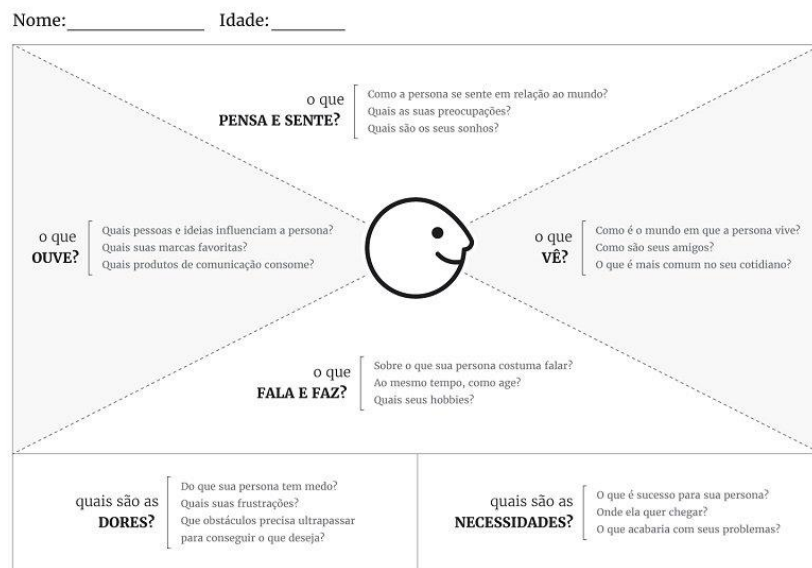 Nome:_______________ Idade:________
o que
PENSA E SENTE?
Como a persona se sente em relação ao mundo?
Quais as suas preocupações?
Quais são os seus sonhos?
o que
OUVE?
Quais pessoas e ideias influenciam a persona?
Quais suas marcas favoritas?
Quais produtos de comunicação consome?
o que
VÊ?
Como é o mundo em que a persona vive?
Como são seus amigos?
O que é mais comum no seu cotidiano?
o que
FALA E FAZ?
Sobre o que sua persona costuma falar?
Ao mesmo tempo, como age?
Quais seus hobbies?
quais são as
DORES?
Do que sua persona tem medo?
Quais suas frustrações?
Que obstáculos precisa ultrapassar
para conseguir o que deseja?
quais são as
NECESSIDADES?
O que é sucesso para sua persona?
Onde ela quer chegar?
O que acabaria com seus problemas?